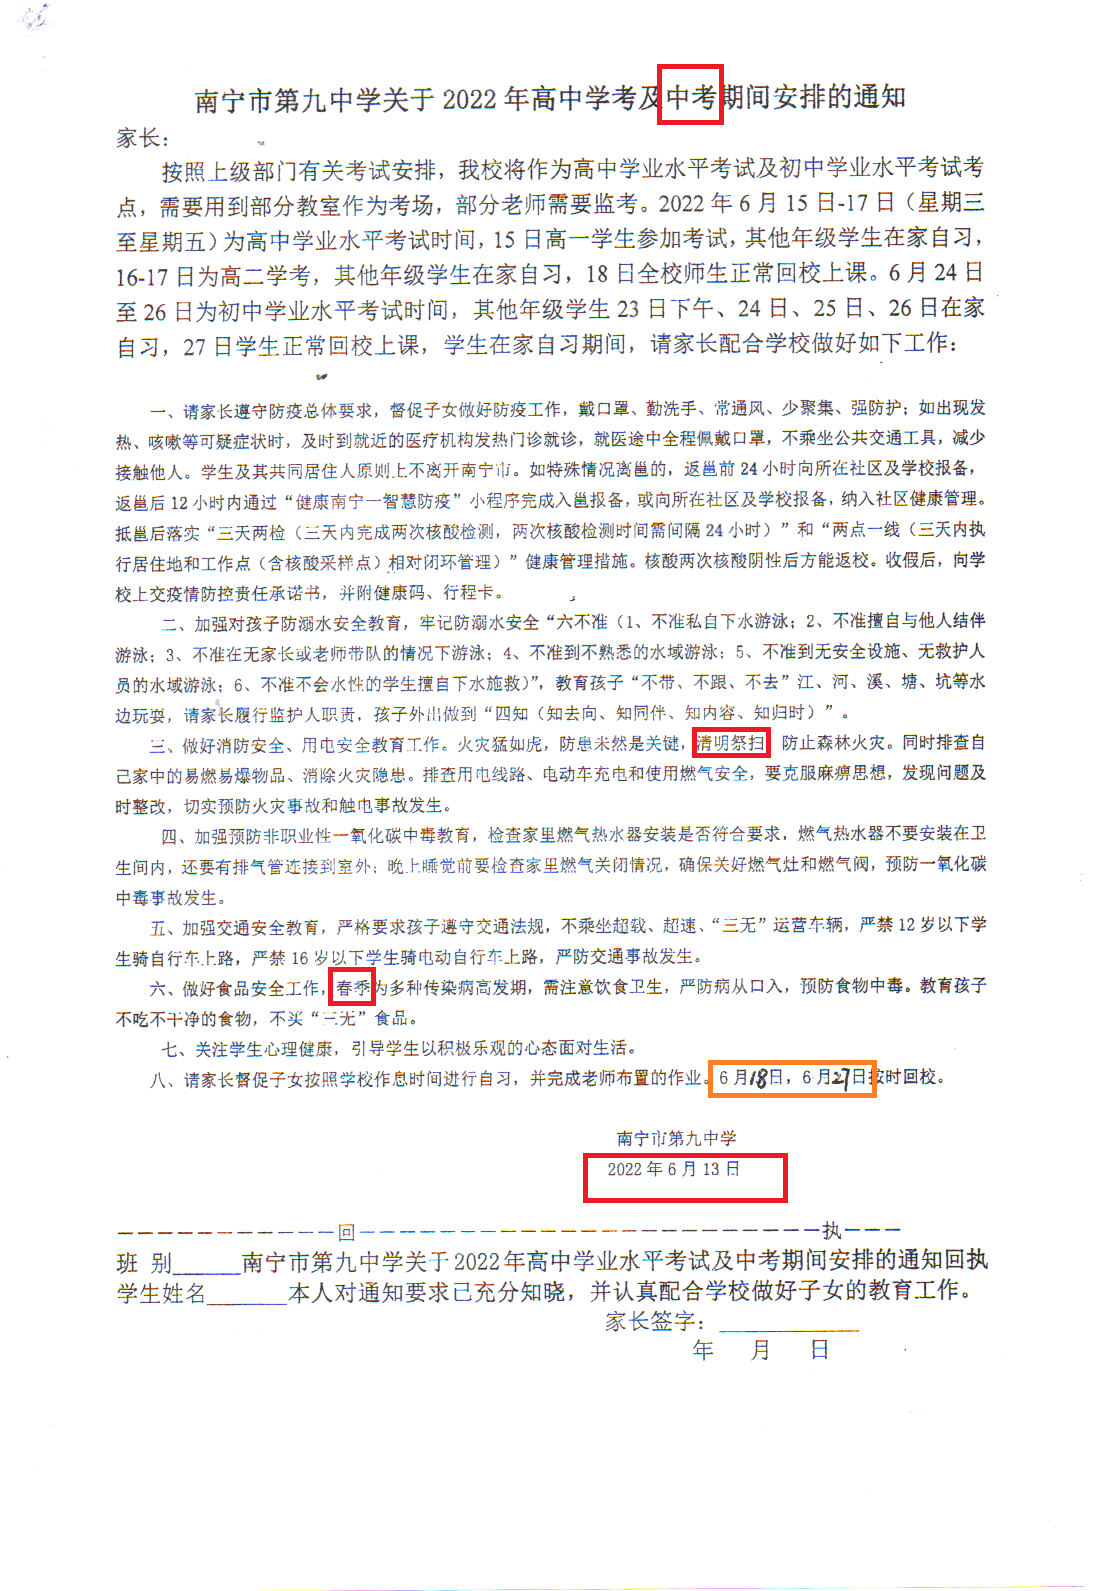 南宁市第九中学关于 2022 年高中学考及中考期间安排的通知
家长：
按照上级部门有关考试安排，我校将作为高中学业水平考试及初中学业水平考试考
点，需要用到部分教室作为考场，部分老师需要监考。2022 年 6 月 15 日-17 日（星期三
至星期五）为高中学业水平考试时间，15 日高一学生参加考试，其他年级学生在家自习，
16-17 日为高二学考，其他年级学生在家自习，18 日全校师生正常回校上课。6 月 24 日
至 26 日为初中学业水平考试时间，其他年级学生 23 日下午、24 日、25 日、26 日在家
自习，27 日学生正常回校上课，学生在家自习期间，请家长配合学校做好如下工作：
一、请家长遵守防疫总体要求，督促子女做好防疫工作，戴口罩、勤洗手、常通风、少聚集、强防护；如出现发
热、咳嗽等可疑症状时，及时到就近的医疗机构发热门诊就诊，就医途中全程佩戴口罩，不乘坐公共交通工具，减少
接触他人。学生及其共同居住人原则上不离开南宁市。如特殊情况离邕的，返邕前 24 小时向所在社区及学校报备，
返邕后 12 小时内通过“健康南宁一智慧防疫”小程序完成入邕报备，或向所在社区及学校报备，纳入社区健康管理。
抵邕后落实“三天两检（三天内完成两次核酸检测，两次核酸检测时间需间隔 24 小时）”和“两点一线（三天内执
行居住地和工作点（含核酸采样点）相对闭环管理）”健康管理措施。核酸两次核酸阴性后方能返校。收假后，向学
校上交疫情防控责任承诺书，并附健康码、行程卡。
二、加强对孩子防溺水安全教育，牢记防溺水安全“六不准（1、不准私自下水游泳；2、不准擅自与他人结伴
游泳；3、不准在无家长或老师带队的情况下游泳；4、不准到不熟悉的水域游泳；5、不准到无安全设施、无救护人
员的水域游泳；6、不准不会水性的学生擅自下水施救）”，教育孩子“不带、不跟、不去”江、河、溪、塘、坑等水
边玩耍，请家长履行监护人职责，孩子外出做到“四知（知去向、知同伴、知内容、知归时）”。
三、做好消防安全、用电安全教育工作。火灾猛如虎，防患未然是关键，清明祭扫 防止森林火灾。同时排查自
己家中的易燃易爆物品、消除火灾隐患。排查用电线路、电动车充电和使用燃气安全，要克服麻痹思想，发现问题及
时整改，切实预防火灾事故和触电事故发生。
四、加强预防非职业性一氧化碳中毒教育，检查家里燃气热水器安装是否符合要求，燃气热水器不要安装在卫
生间内，还要有排气管连接到室外；晚上睡觉前要检查家里燃气关闭情况，确保关好燃气灶和燃气阀，预防一氧化碳
中毒事故发生。
五、加强交通安全教育，严格要求孩子遵守交通法规，不乘坐超载、超速、“三无”运营车辆，严禁 12 岁以下学
生骑自行车上路，严禁 16 岁以下学生骑电动自行车上路，严防交通事故发生。
六、做好食品安全工作，春季为多种传染病高发期，需注意饮食卫生，严防病从口入，预防食物中毒。教育孩子
不吃不干净的食物，不买“三无”食品。
七、关注学生心理健康，引导学生以积极乐观的心态面对生活。
八、请家长督促子女按照学校作息时间进行自习，并完成老师布置的作业。6 月18日，6 月27日按时回校。
南宁市第九中学
2022 年 6 月 13 日
－－－－－－－－－－－回－－－－－－－－－－－－－－－－－－－－－－－执－－－
班 别______南宁市第九中学关于 2022 年高中学业水平考试及中考期间安排的通知回执
学生姓名_______本人对通知要求已充分知晓，并认真配合学校做好子女的教育工作。
家长签字：____________
年 月 日